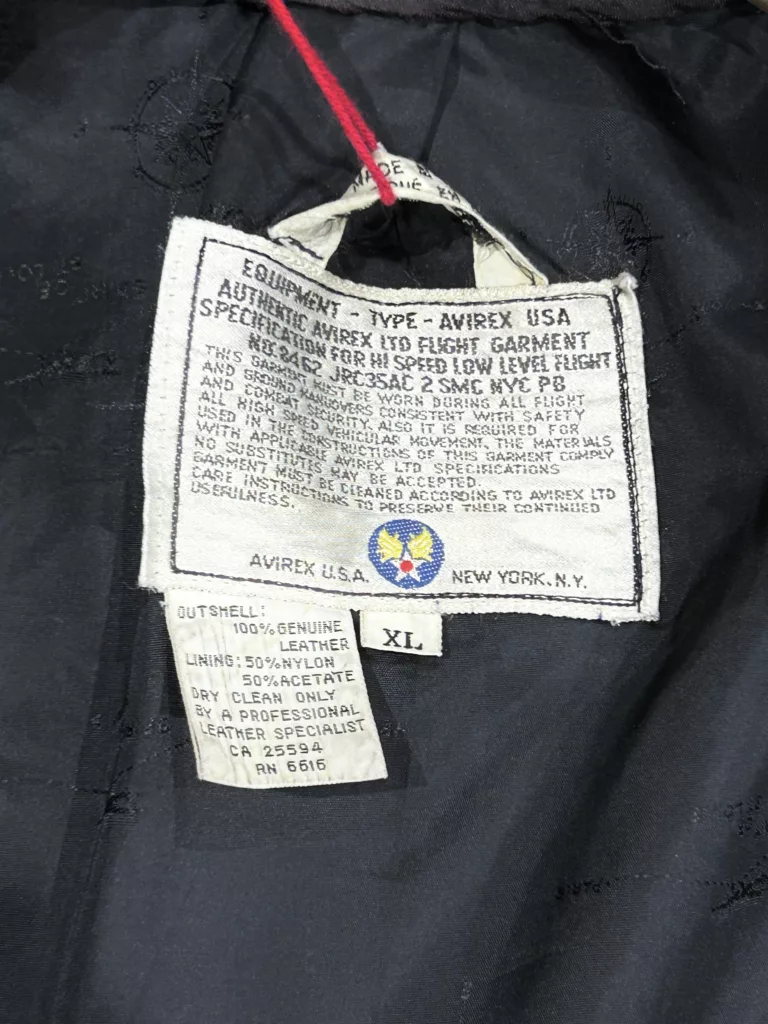 MADE
EQUIPMENT - TYPE - AVIREX USA
AUTHENTIC AVIREX LTD FLIGHT GARMENT
SPECIFICATION FOR HI SPEED LOW LEVEL FLIGHT
NO. 8462 JRC35AC 2 SMC NYC PB
THIS GARMENT MUST BE WORN DURING ALL FLIGHT
AND GROUND MANUOVERS CONSISTENT WITH SAFETY
AND COMBAT SECURITY. ALSO IT IS REQUIRED FOR
ALL HIGH SPEED VEHICULAR MOVEMENT. THE MATERIALS
USED IN THE CONSTRUCTIONS OF THIS GARMENT COMPLY
WITH APPLICABLE AVIREX LTD SPECIFICATIONS
NO SUBSTITUTES MAY BE ACCEPTED.
GARMENT MUST BE CLEANED ACCORDING TO AVIREX LTD
CARE INSTRUCTIONS TO PRESERVE THEIR CONTINUED
USEFULNESS.
AVIREX U.S.A. NEW YORK, N.Y.
OUTSHELL:
100% GENUINE
LEATHER
LINING: 50% NYLON
50% ACETATE
DRY CLEAN ONLY
BY A PROFESSIONAL
LEATHER SPECIALIST
CA 25594
RN 6616
XL